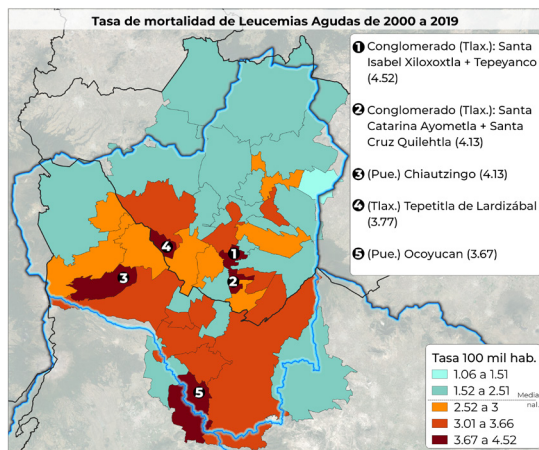 Tasa de mortalidad de Leucemias Agudas de 2000 a 2019
1 Conglomerado (Tlax.): Santa
Isabel Xiloxoxtla + Tepeyanco
(4.52)
2 Conglomerado (Tlax.): Santa
Catarina Ayometla + Santa
Cruz Quilehtla (4.13)
3 (Pue.) Chiautzingo (4.13)
4 (Tlax.) Tepetitla de Lardizábal
(3.77)
5 (Pue.) Ocoyucan (3.67)
4
1
3
2
5
Tasa 100 mil hab.
1.06 a 1.51
1.52 a 2.51
Media
nal.
2.52 a 3
3.01 a 3.66
3.67 a 4.52